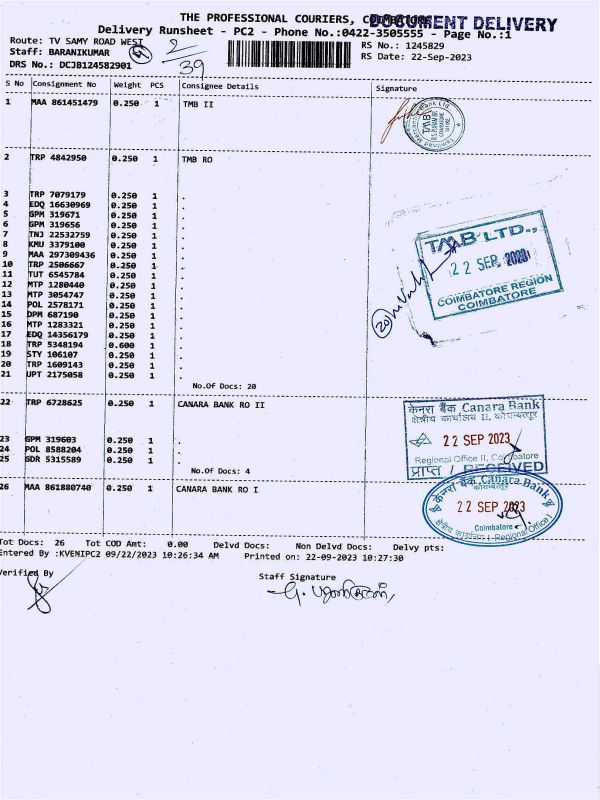 THE PROFESSIONAL COURIERS, COIMBATORE
DOCUMENT DELIVERY
Delivery Runsheet - PC2 - Phone No.:0422-3505555 - Page No.:1
Route: TV SAMY ROAD WEST
RS No.: 1245829
Staff: BARANIKUMAR
RS Date: 22-Sep-2023
DRS No.: DCJB124582901
2/39
S No Consignment No Weight PCS Consignee Details Signature
1 MAA 861451479 0.250 1 TMB II
2 TRP 4842950 0.250 1 TMB RO
3 TRP 7079179 0.250 1 .
4 EDQ 16630969 0.250 1 .
5 GPM 319671 0.250 1 .
6 GPM 319656 0.250 1 .
7 TNJ 22532759 0.250 1 .
8 KMU 3379100 0.250 1 .
9 MAA 297309436 0.250 1 .
10 TRP 2506667 0.250 1 .
11 TUT 6545784 0.250 1 .
12 MTP 1280440 0.250 1 .
13 MTP 3054747 0.250 1 .
14 POL 2578171 0.250 1 .
15 DPM 687190 0.250 1 .
16 MTP 1283321 0.250 1 .
17 EDQ 14356179 0.250 1 .
18 TRP 5348194 0.600 1 .
19 STY 106107 0.250 1 .
20 TRP 1609143 0.250 1 .
21 UPT 2175058 0.250 1 .
No.Of Docs: 20
TMB LTD.,
22 SEP 2023
COIMBATORE REGION
COIMBATORE
20
22 TRP 6728625 0.250 1 CANARA BANK RO II
23 GPM 319603 0.250 1 .
24 POL 8588204 0.250 1 .
25 GDR 5315589 0.250 1 .
No.Of Docs: 4
केनरा बैंक Canara Bank
क्षेत्रीय कार्यालय II, कोयम्बत्तूर
22 SEP 2023
Regional Office II, Coimbatore
प्राप्त / RECEIVED
26 MAA 861880740 0.250 1 CANARA BANK RO I
केनरा बैंक Canara Bank
22 SEP 2023
Coimbatore
क्षेत्रीय कार्यालय I - Regional Office I
Tot Docs: 26 Tot COD Amt: 0.00 Delvd Docs: Non Delvd Docs: Delvy pts:
Entered By :KVENIPC2 09/22/2023 10:26:34 AM Printed on: 22-09-2023 10:27:30
Verified By
Staff Signature